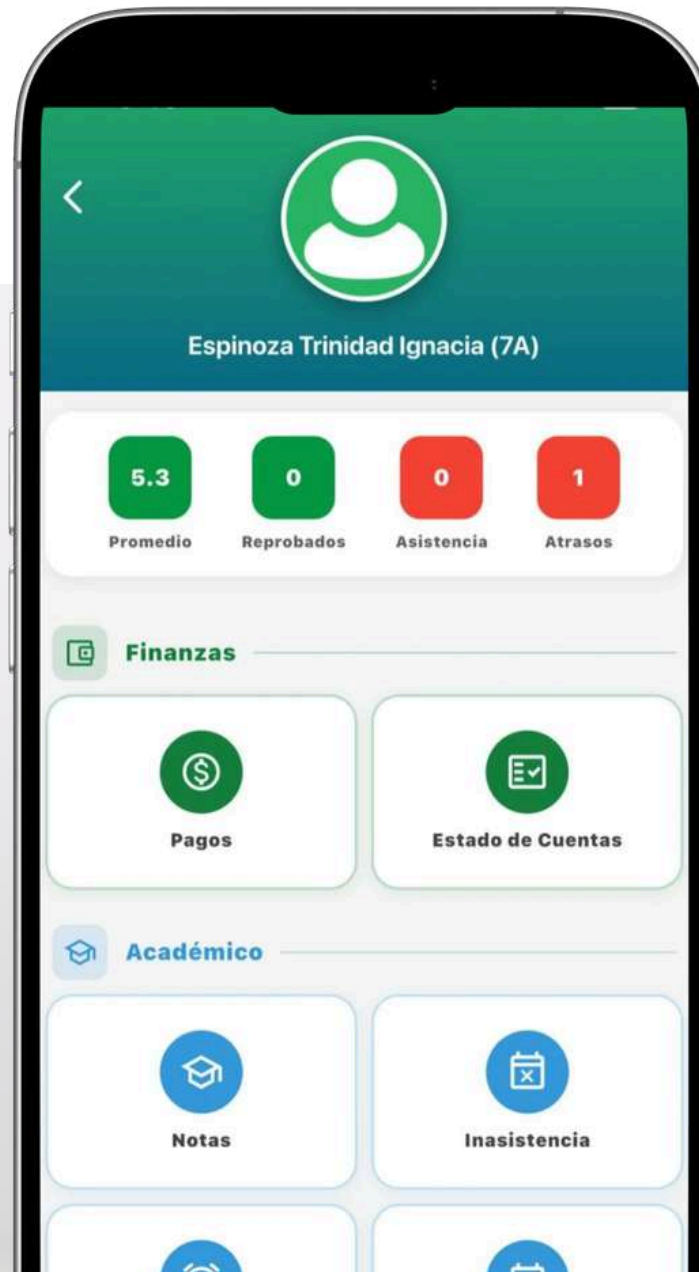 Espinoza Trinidad Ignacia (7A)
5.3 0 0 1
Promedio Reprobados Asistencia Atrasos
Finanzas
Pagos Estado de Cuentas
Académico
Notas Inasistencia